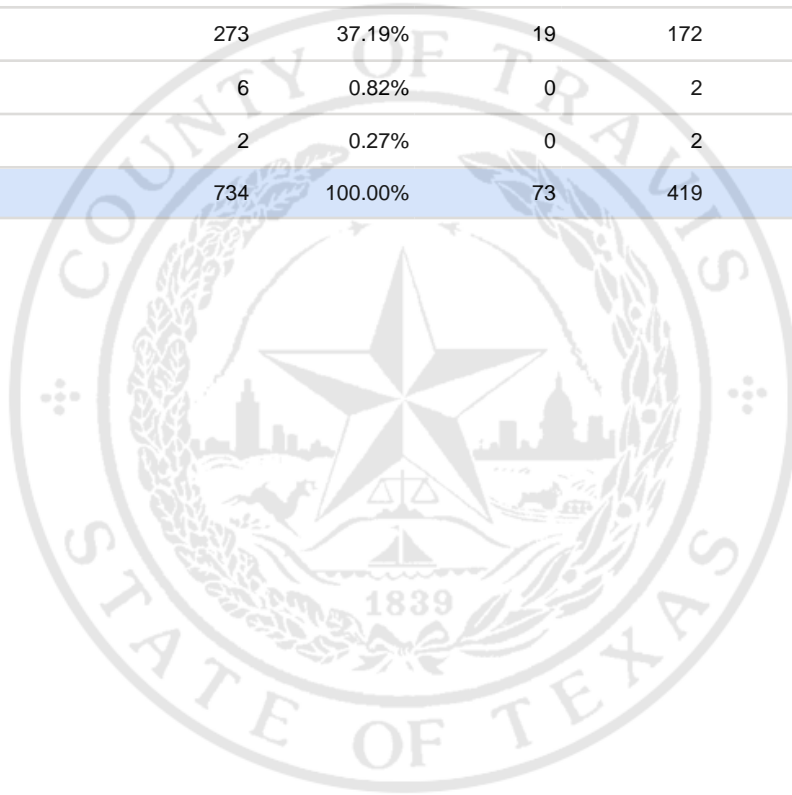 273 37.19% 19 172
6 0.82% 0 2
2 0.27% 0 2
734 100.00% 73 419
COUNTY OF TRAVIS
1839
STATE OF TEXAS